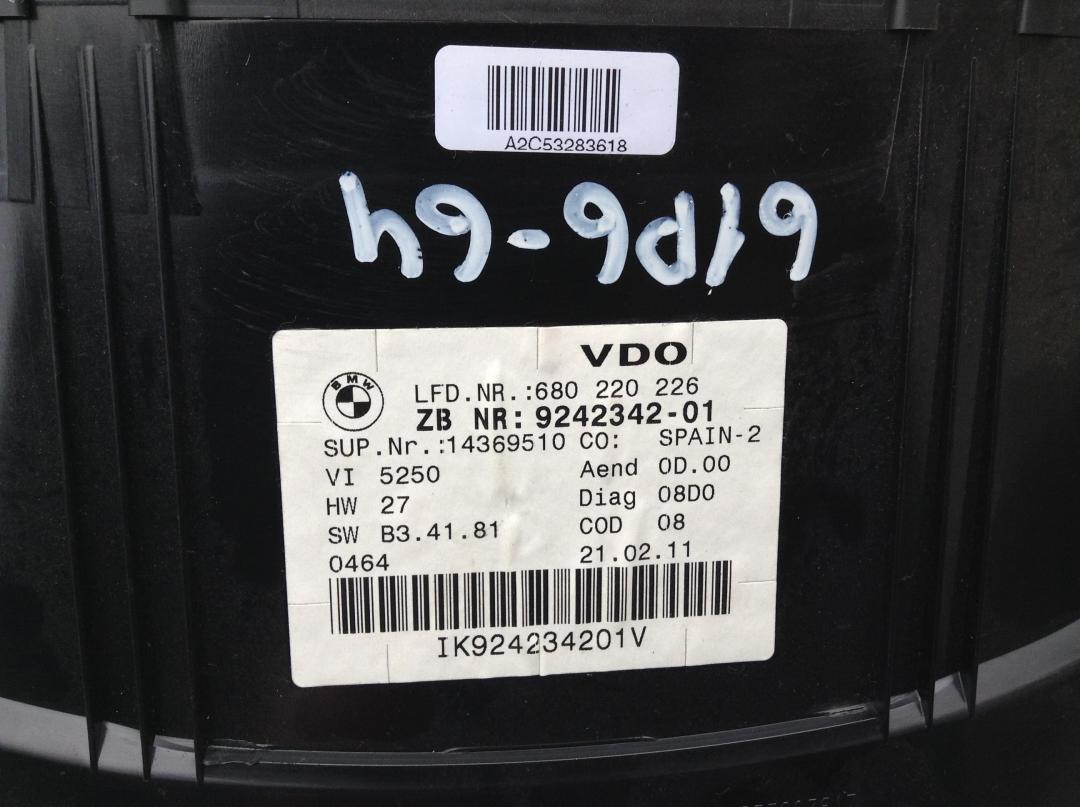 A2C53283618
61P6-64
VDO
BMW
LFD.NR.:680 220 226
ZB NR: 9242342-01
SUP.Nr.:14369510 CO: SPAIN-2
VI 5250 Aend 0D.00
HW 27 Diag 08D0
SW B3.41.81 COD 08
0464 21.02.11
IK924234201V